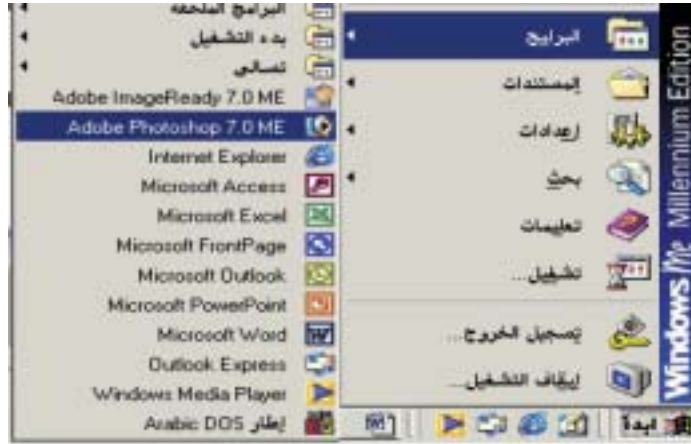 Windows Me Millennium Edition
البرامج
المستندات
إعدادات
بحث
تعليمات
تشغيل...
تسجيل الخروج...
إيقاف التشغيل...
ابدأ
البرامج الملحقة
بدء التشغيل
تسالي
Adobe ImageReady 7.0 ME
Adobe Photoshop 7.0 ME
Internet Explorer
Microsoft Access
Microsoft Excel
Microsoft FrontPage
Microsoft Outlook
Microsoft PowerPoint
Microsoft Word
Outlook Express
Windows Media Player
إطار Arabic DOS